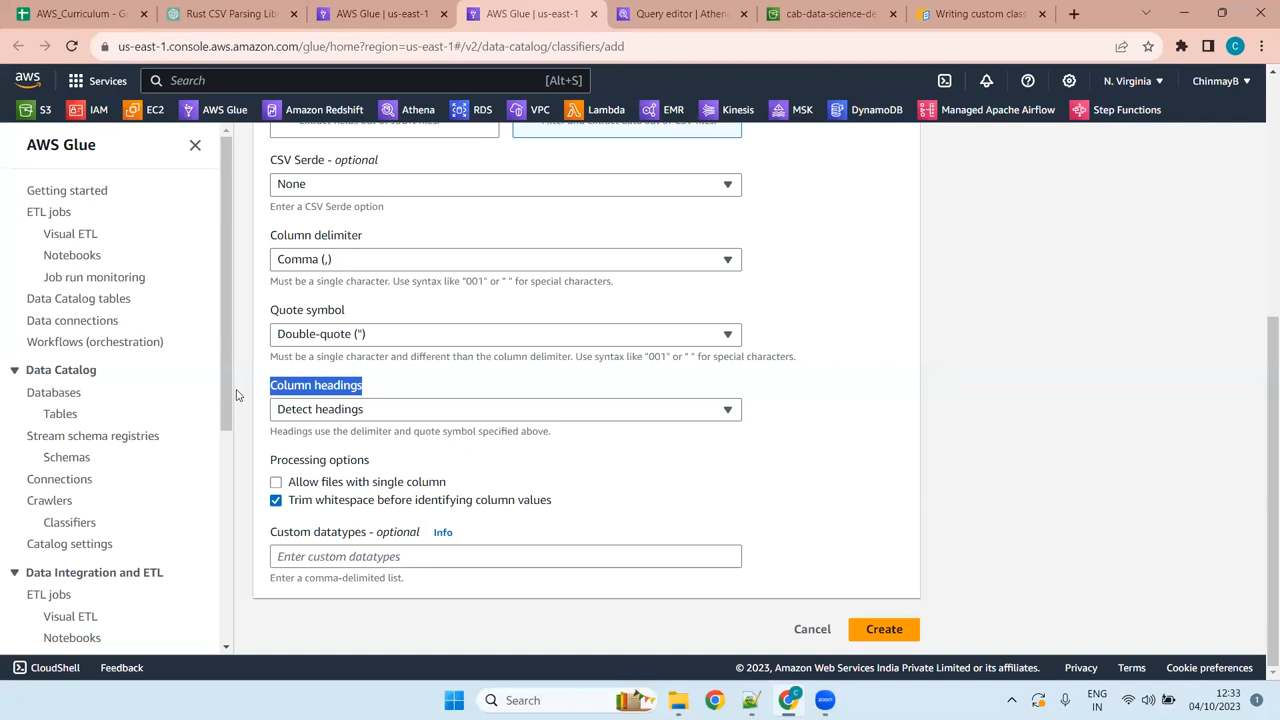 AWS_Curriculum - G
Rust CSV Parsing Lib
AWS Glue | us-east-1
AWS Glue | us-east-1
Query editor | Athen
cab-data-science-de
Writing custom class
us-east-1.console.aws.amazon.com/glue/home?region=us-east-1#/v2/data-catalog/classifiers/add
C
aws
Services
Search
[Alt+S]
N. Virginia
ChinmayB
S3
IAM
EC2
AWS Glue
Amazon Redshift
Athena
RDS
VPC
Lambda
EMR
Kinesis
MSK
DynamoDB
Managed Apache Airflow
Step Functions
AWS Glue
Getting started
ETL jobs
Visual ETL
Notebooks
Job run monitoring
Data Catalog tables
Data connections
Workflows (orchestration)
Data Catalog
Databases
Tables
Stream schema registries
Schemas
Connections
Crawlers
Classifiers
Catalog settings
Data Integration and ETL
ETL jobs
Visual ETL
Notebooks
CSV Serde - optional
None
Enter a CSV Serde option
Column delimiter
Comma (,)
Must be a single character. Use syntax like "001" or " " for special characters.
Quote symbol
Double-quote (")
Must be a single character and different than the column delimiter. Use syntax like "001" or " " for special characters.
Column headings
Detect headings
Headings use the delimiter and quote symbol specified above.
Processing options
Allow files with single column
Trim whitespace before identifying column values
Custom datatypes - optional Info
Enter custom datatypes
Enter a comma-delimited list.
Cancel
Create
CloudShell
Feedback
© 2023, Amazon Web Services India Private Limited or its affiliates.
Privacy
Terms
Cookie preferences
Search
zoom
ENG
IN
12:33
04/10/2023
1